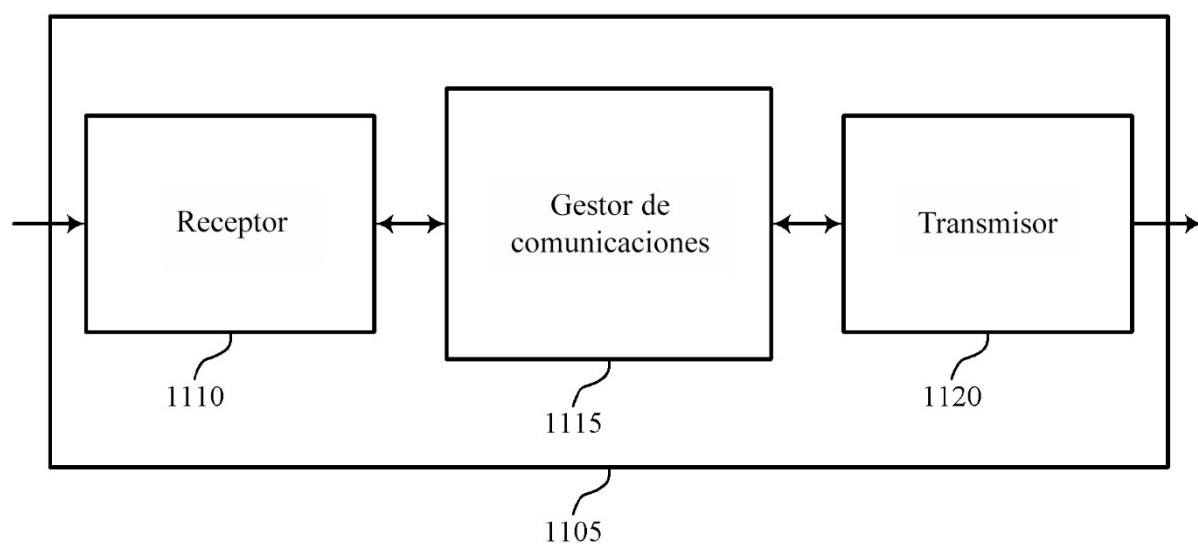 Receptor
Gestor de
comunicaciones
Transmisor
1110
1115
1120
1105